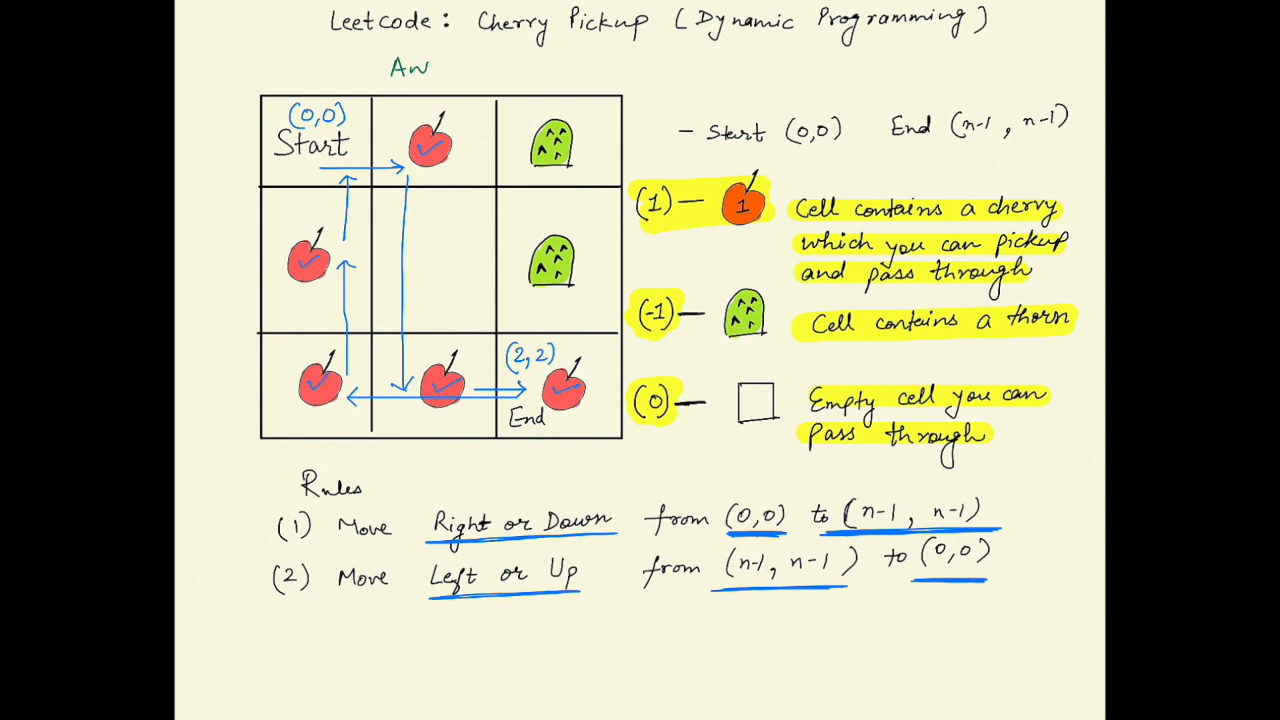 Leetcode: Cherry Pickup (Dynamic Programming)
An
(0,0)
Start
(2,2)
End
- Start (0,0) End (n-1, n-1)
(1) - 1 Cell contains a cherry
which you can pickup
and pass through
(-1) - Cell contains a thorn
(0) - Empty cell you can
pass through
Rules
(1) Move Right or Down from (0,0) to (n-1, n-1)
(2) Move Left or Up from (n-1, n-1) to (0,0)